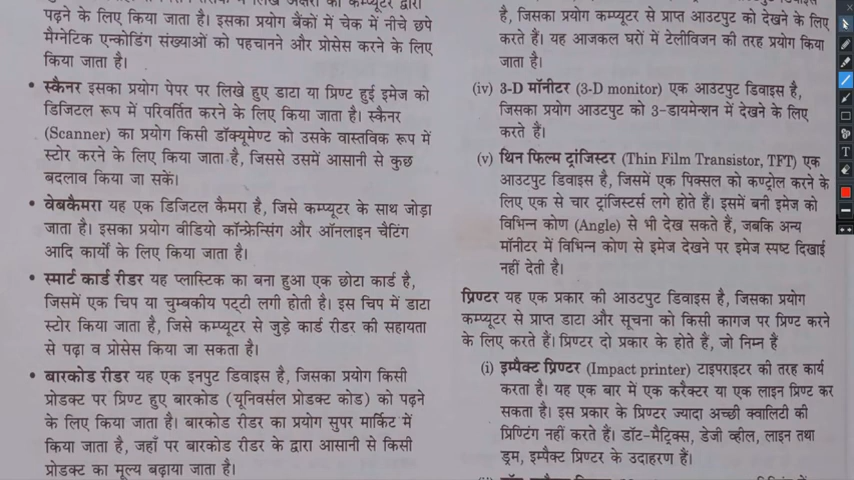 पढ़ने के लिए किया जाता है। इसका प्रयोग बैंकों में चेक में नीचे छपे
मैग्नेटिक एन्कोडिंग संख्याओं को पहचानने और प्रोसेस करने के लिए
किया जाता है।
• स्कैनर इसका प्रयोग पेपर पर लिखे हुए डाटा या प्रिण्ट हुई इमेज को
डिजिटल रूप में परिवर्तित करने के लिए किया जाता है। स्कैनर
(Scanner) का प्रयोग किसी डॉक्यूमेण्ट को उसके वास्तविक रूप में
स्टोर करने के लिए किया जाता है, जिससे उसमें आसानी से कुछ
बदलाव किया जा सकें।
• वेबकैमरा यह एक डिजिटल कैमरा है, जिसे कम्प्यूटर के साथ जोड़ा
जाता है। इसका प्रयोग वीडियो कॉन्फ्रेन्सिंग और ऑनलाइन चैटिंग
आदि कार्यों के लिए किया जाता है।
• स्मार्ट कार्ड रीडर यह प्लास्टिक का बना हुआ एक छोटा कार्ड है,
जिसमें एक चिप या चुम्बकीय पट्टी लगी होती है। इस चिप में डाटा
स्टोर किया जाता है, जिसे कम्प्यूटर से जुड़े कार्ड रीडर की सहायता
से पढ़ा व प्रोसेस किया जा सकता है।
• बारकोड रीडर यह एक इनपुट डिवाइस है, जिसका प्रयोग किसी
प्रोडक्ट पर प्रिण्ट हुए बारकोड (यूनिवर्सल प्रोडक्ट कोड) को पढ़ने
के लिए किया जाता है। बारकोड रीडर का प्रयोग सुपर मार्किट में
किया जाता है, जहाँ पर बारकोड रीडर के द्वारा आसानी से किसी
प्रोडक्ट का मूल्य बढ़ाया जाता है।
है, जिसका प्रयोग कम्प्यूटर से प्राप्त आउटपुट को देखने के लिए
करते हैं। यह आजकल घरों में टेलीविजन की तरह प्रयोग किया
जाता है।
(iv) 3-D मॉनीटर (3-D monitor) एक आउटपुट डिवाइस है,
जिसका प्रयोग आउटपुट को 3-डायमेन्शन में देखने के लिए
करते हैं।
(v) थिन फिल्म ट्रांजिस्टर (Thin Film Transistor, TFT) एक
आउटपुट डिवाइस है, जिसमें एक पिक्सल को कण्ट्रोल करने के
लिए एक से चार ट्रांजिस्टर्स लगे होते हैं। इसमें बनी इमेज को
विभिन्न कोण (Angle) से भी देख सकते हैं, जबकि अन्य
मॉनीटर में विभिन्न कोण से इमेज देखने पर इमेज स्पष्ट दिखाई
नहीं देती है।
प्रिण्टर यह एक प्रकार की आउटपुट डिवाइस है, जिसका प्रयोग
कम्प्यूटर से प्राप्त डाटा और सूचना को किसी कागज पर प्रिण्ट करने
के लिए करते हैं। प्रिण्टर दो प्रकार के होते हैं, जो निम्न हैं
(i) इम्पैक्ट प्रिण्टर (Impact printer) टाइपराइटर की तरह कार्य
करता है। यह एक बार में एक करैक्टर या एक लाइन प्रिण्ट कर
सकता है। इस प्रकार के प्रिण्टर ज्यादा अच्छी क्वालिटी की
प्रिण्टिंग नहीं करते हैं। डॉट-मैट्रिक्स, डेजी व्हील, लाइन तथा
ड्रम, इम्पैक्ट प्रिण्टर के उदाहरण हैं।